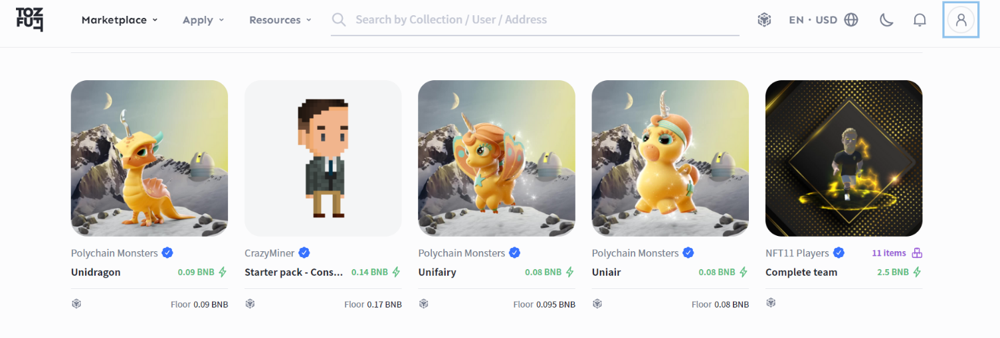 TOZ
FUT
Marketplace
Apply
Resources
Search by Collection / User / Address
EN · USD
Polychain Monsters
Unidragon
0.09 BNB
Floor 0.09 BNB
CrazyMiner
Starter pack - Cons...
0.14 BNB
Floor 0.17 BNB
Polychain Monsters
Unifairy
0.08 BNB
Floor 0.095 BNB
Polychain Monsters
Uniair
0.08 BNB
Floor 0.08 BNB
NFT11 Players
11 items
Complete team
2.5 BNB